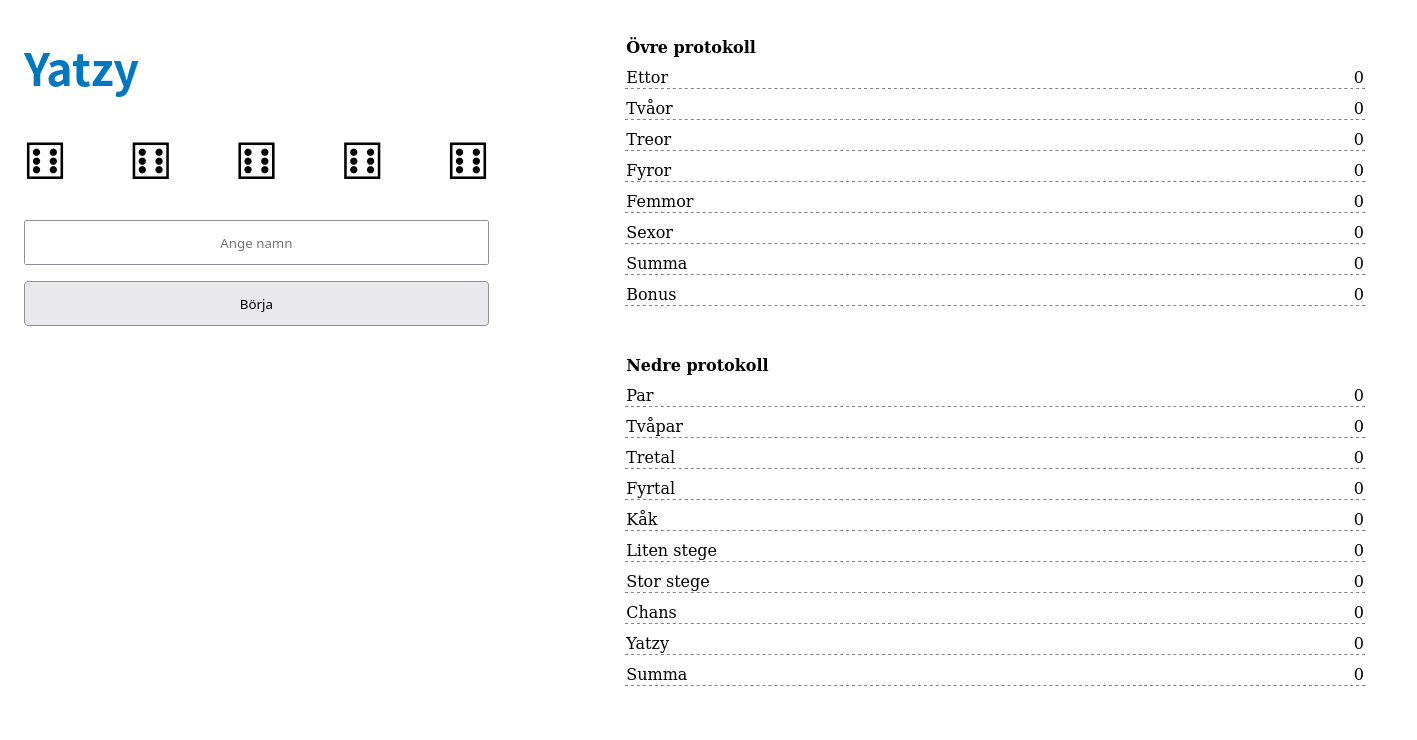 Yatzy
Ange namn
Börja
Övre protokoll
Ettor 0
Tvåor 0
Treor 0
Fyror 0
Femmor 0
Sexor 0
Summa 0
Bonus 0
Nedre protokoll
Par 0
Tvåpar 0
Tretal 0
Fyrtal 0
Kåk 0
Liten stege 0
Stor stege 0
Chans 0
Yatzy 0
Summa 0